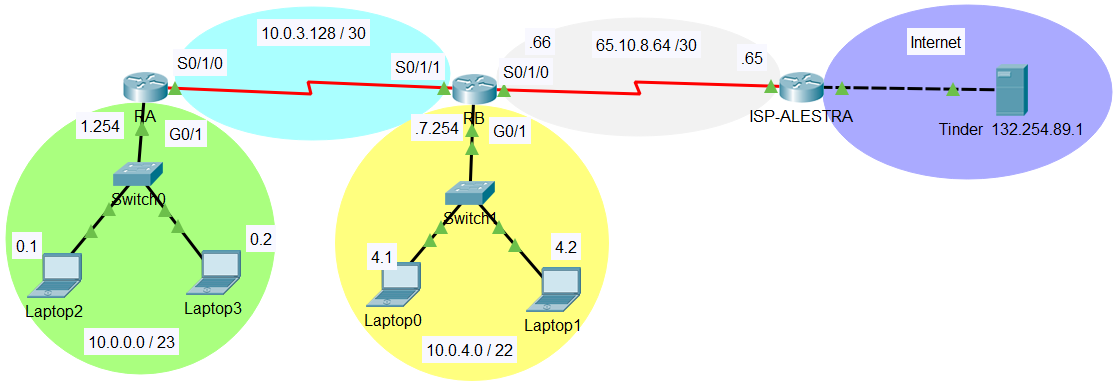 10.0.3.128 / 30
S0/1/0
S0/1/1
.66
65.10.8.64 /30
.65
S0/1/0
Internet
RA
1.254
G0/1
RB
.7.254
G0/1
ISP-ALESTRA
Tinder 132.254.89.1
Switch0
Switch1
0.1
0.2
4.1
4.2
Laptop2
Laptop3
Laptop0
Laptop1
10.0.0.0 / 23
10.0.4.0 / 22